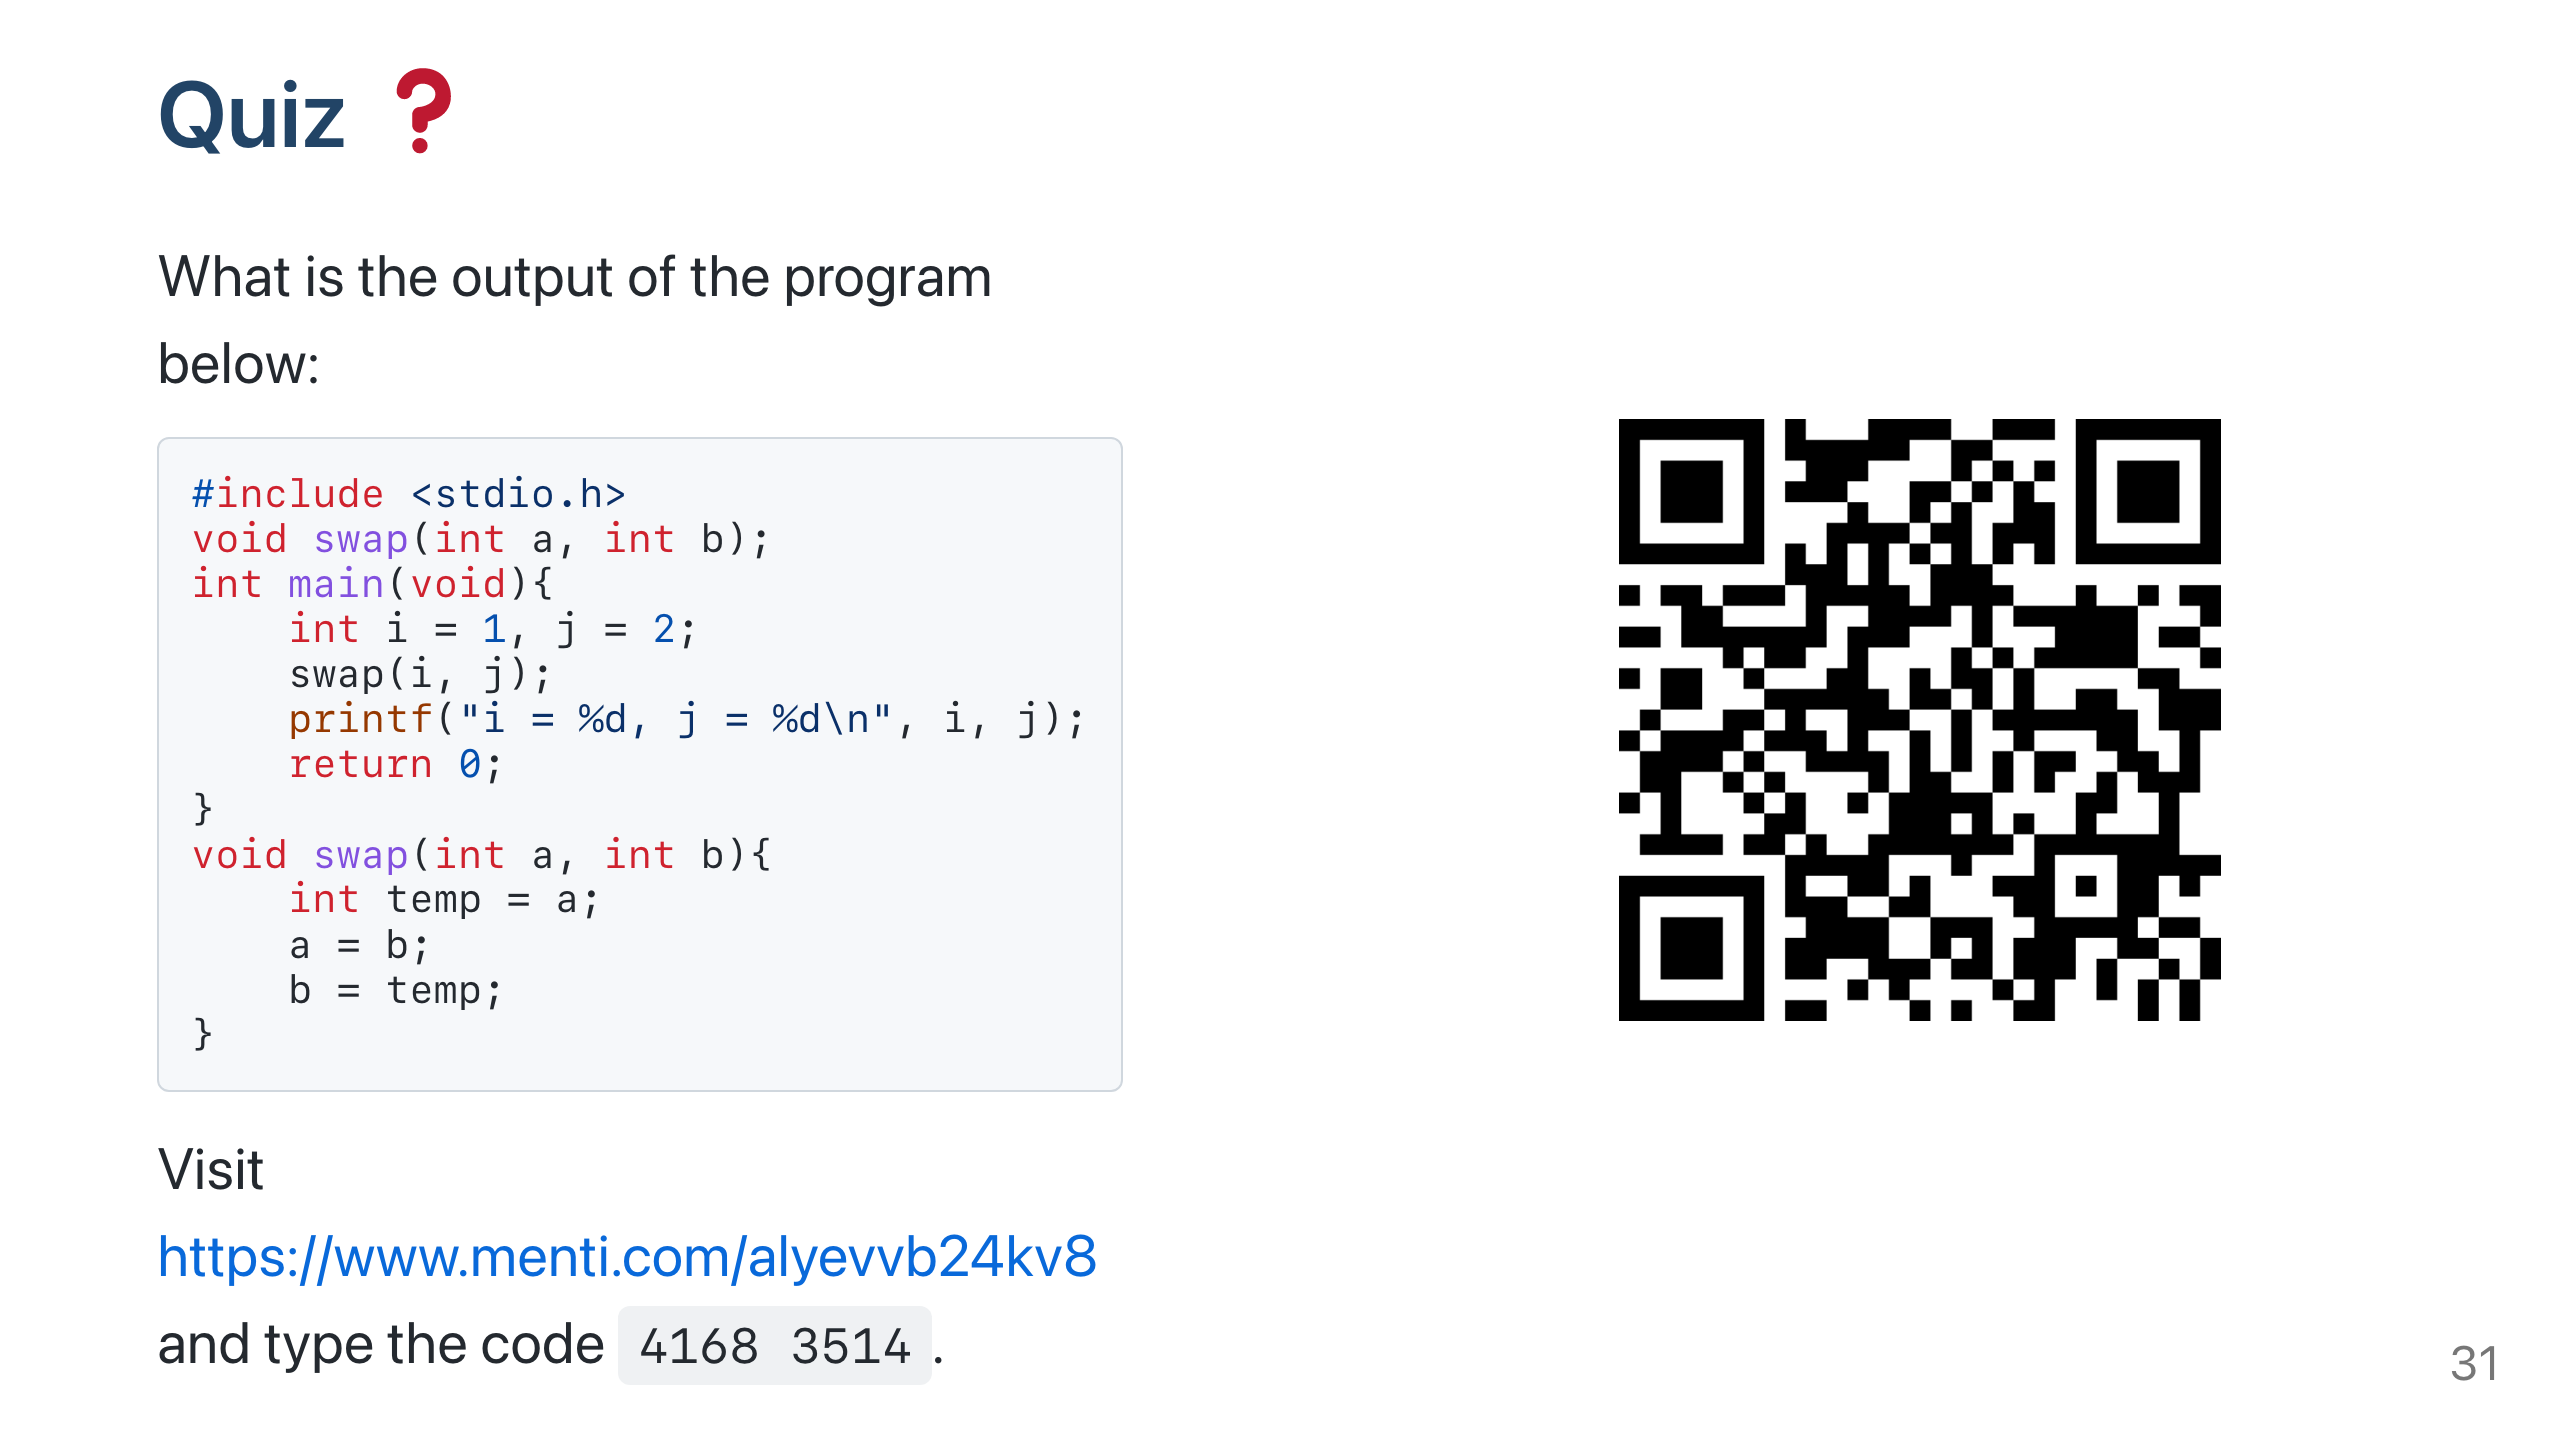 Quiz ❓
What is the output of the program
below:
#include <stdio.h>
void swap(int a, int b);
int main(void){
    int i = 1, j = 2;
    swap(i, j);
    printf("i = %d, j = %d\n", i, j);
    return 0;
}
void swap(int a, int b){
    int temp = a;
    a = b;
    b = temp;
}
Visit
https://www.menti.com/alyevvb24kv8
and type the code 4168 3514.
31